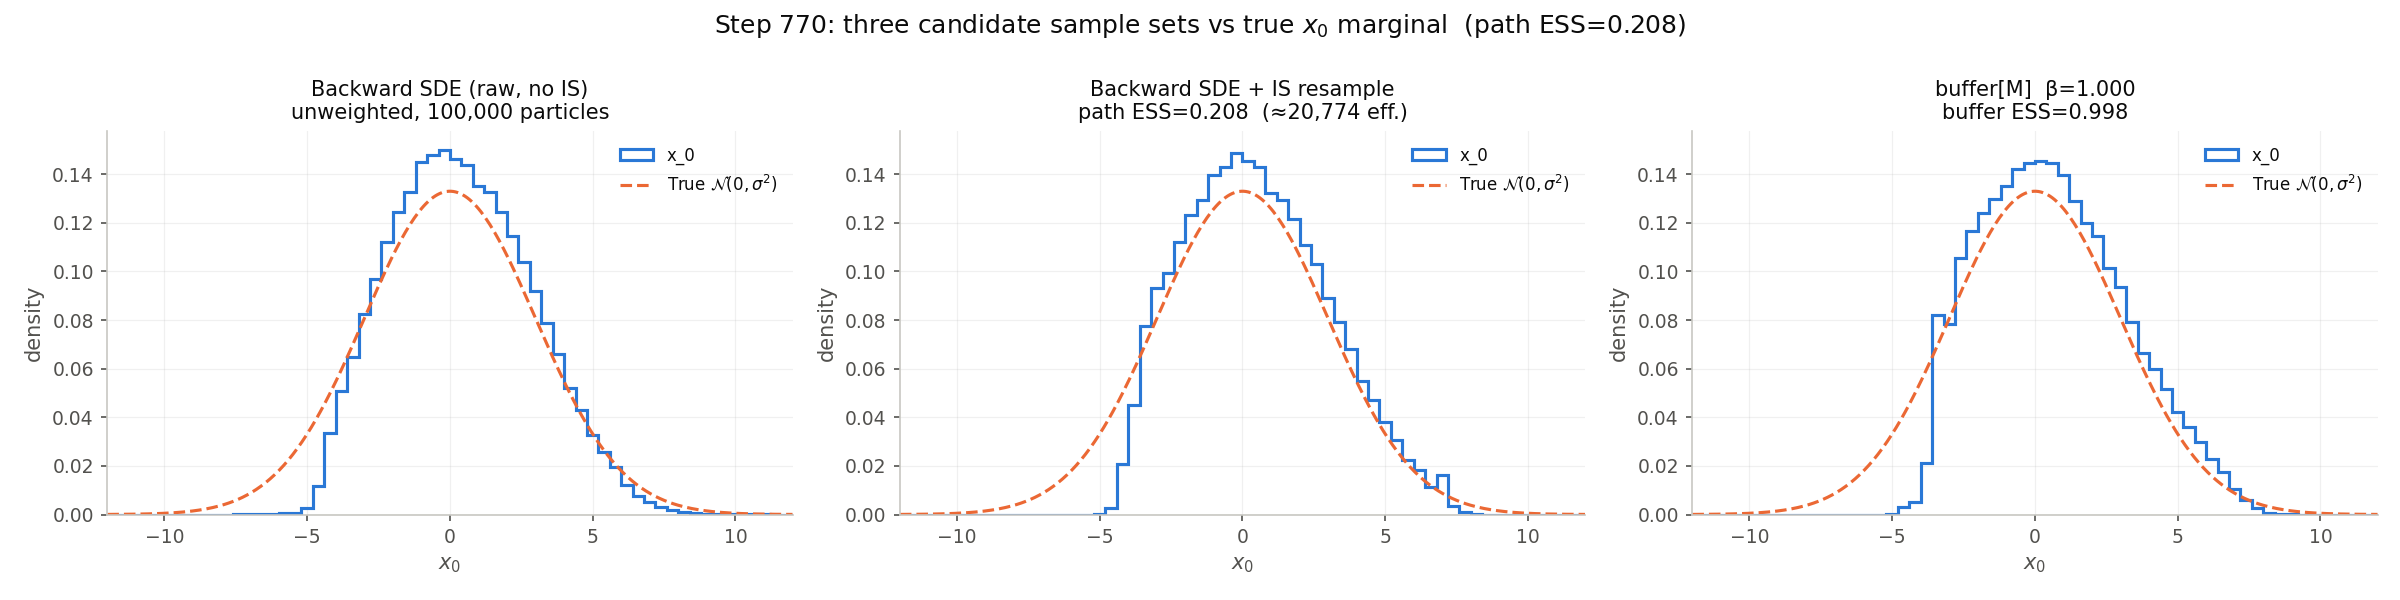 Step 770: three candidate sample sets vs true x₀ marginal (path ESS=0.208)
Backward SDE (raw, no IS)
unweighted, 100,000 particles
x_0
True 𝒩(0, σ²)
0.14
0.12
0.10
0.08
0.06
0.04
0.02
0.00
density
−10
−5
0
5
10
x₀
Backward SDE + IS resample
path ESS=0.208 (≈20,774 eff.)
x_0
True 𝒩(0, σ²)
0.14
0.12
0.10
0.08
0.06
0.04
0.02
0.00
density
−10
−5
0
5
10
x₀
buffer[M] β=1.000
buffer ESS=0.998
x_0
True 𝒩(0, σ²)
0.14
0.12
0.10
0.08
0.06
0.04
0.02
0.00
density
−10
−5
0
5
10
x₀